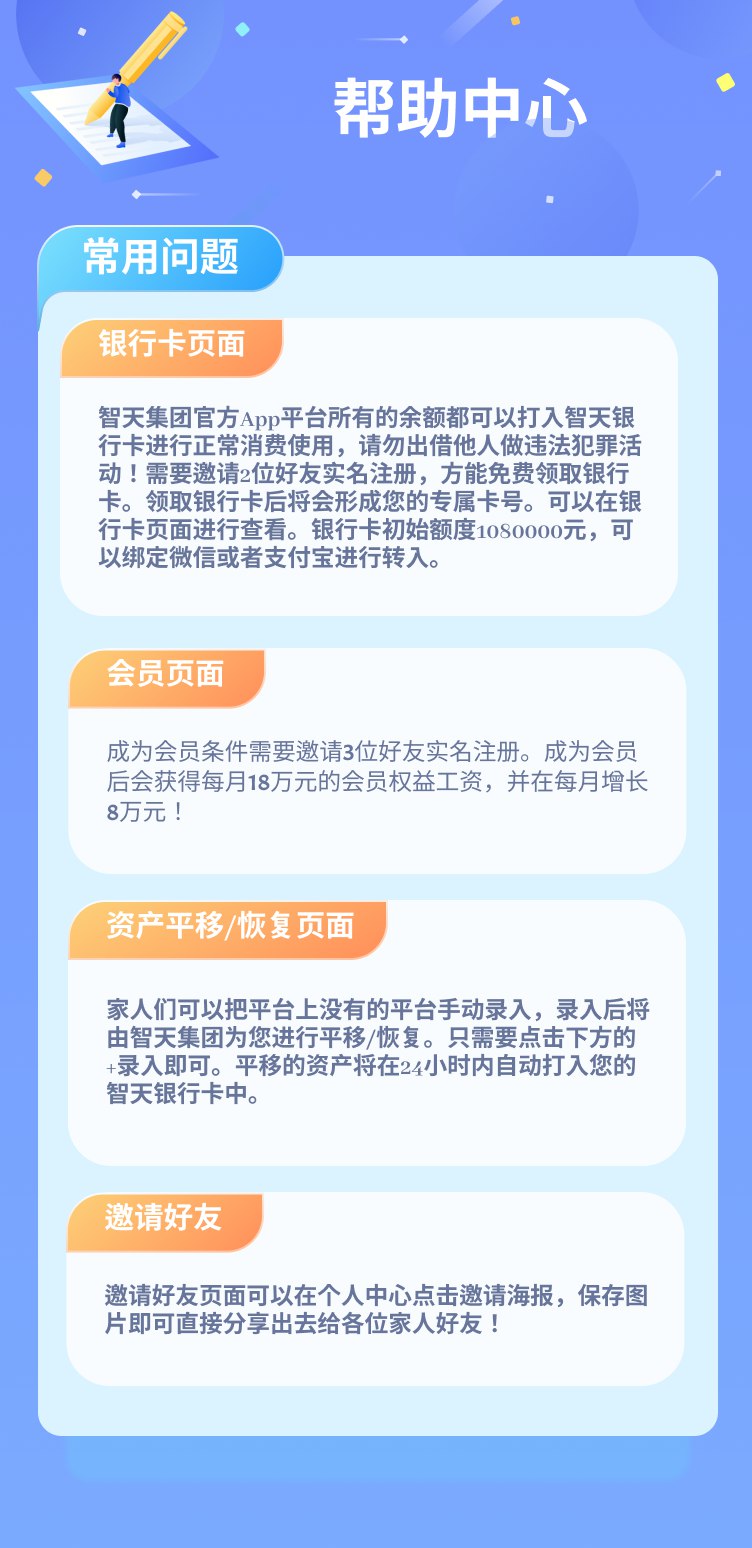 帮助中心
常用问题
银行卡页面
智天集团官方App平台所有的余额都可以打入智天银
行卡进行正常消费使用，请勿出借他人做违法犯罪活
动！需要邀请2位好友实名注册，方能免费领取银行
卡。领取银行卡后将会形成您的专属卡号。可以在银
行卡页面进行查看。银行卡初始额度1080000元，可
以绑定微信或者支付宝进行转入。
会员页面
成为会员条件需要邀请3位好友实名注册。成为会员
后会获得每月18万元的会员权益工资，并在每月增长
8万元！
资产平移/恢复页面
家人们可以把平台上没有的平台手动录入，录入后将
由智天集团为您进行平移/恢复。只需要点击下方的
+录入即可。平移的资产将在24小时内自动打入您的
智天银行卡中。
邀请好友
邀请好友页面可以在个人中心点击邀请海报，保存图
片即可直接分享出去给各位家人好友！